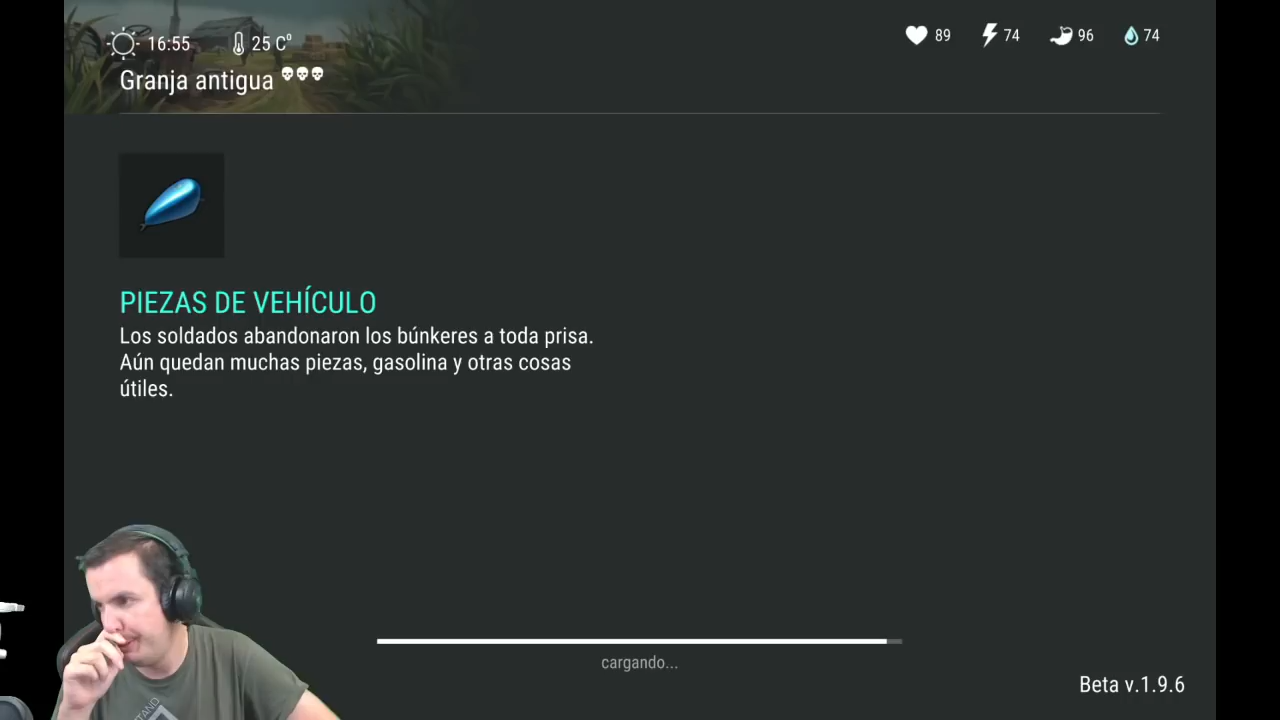 16:55 25 Cº
89 74 96 74
Granja antigua
PIEZAS DE VEHÍCULO
Los soldados abandonaron los búnkeres a toda prisa.
Aún quedan muchas piezas, gasolina y otras cosas
útiles.
cargando...
Beta v.1.9.6